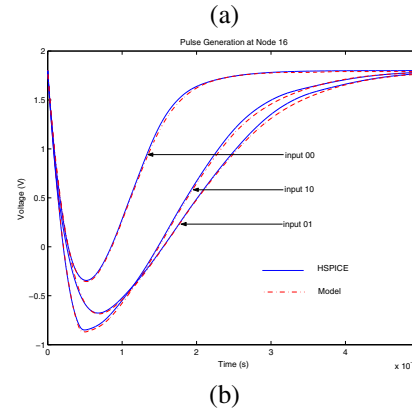 (a)
Pulse Generation at Node 16
2
1.5
1
0.5
0
−0.5
−1
Voltage (V)
input 00
input 10
input 01
HSPICE
Model
0
1
2
3
4
Time (s)
x 10
(b)